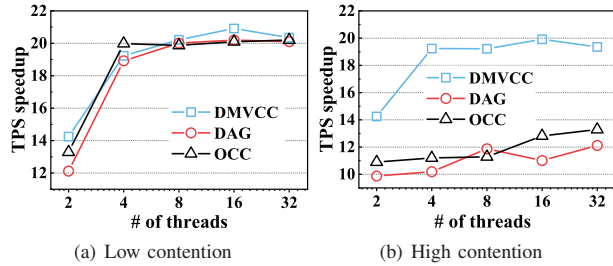 TPS speedup
22
20
18
16
14
12
DMVCC
DAG
OCC
2 4 8 16 32
# of threads
(a) Low contention
TPS speedup
22
20
18
16
14
12
10
DMVCC
DAG
OCC
2 4 8 16 32
# of threads
(b) High contention